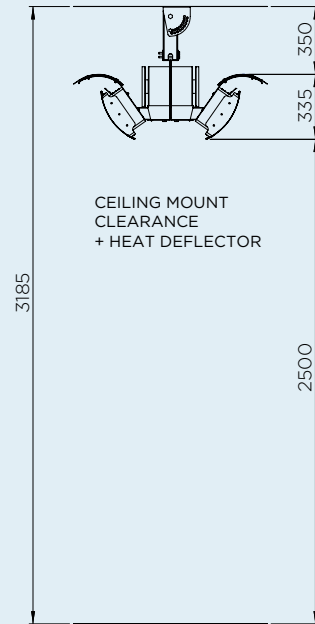 350
335
CEILING MOUNT
CLEARANCE
+ HEAT DEFLECTOR
3185
2500